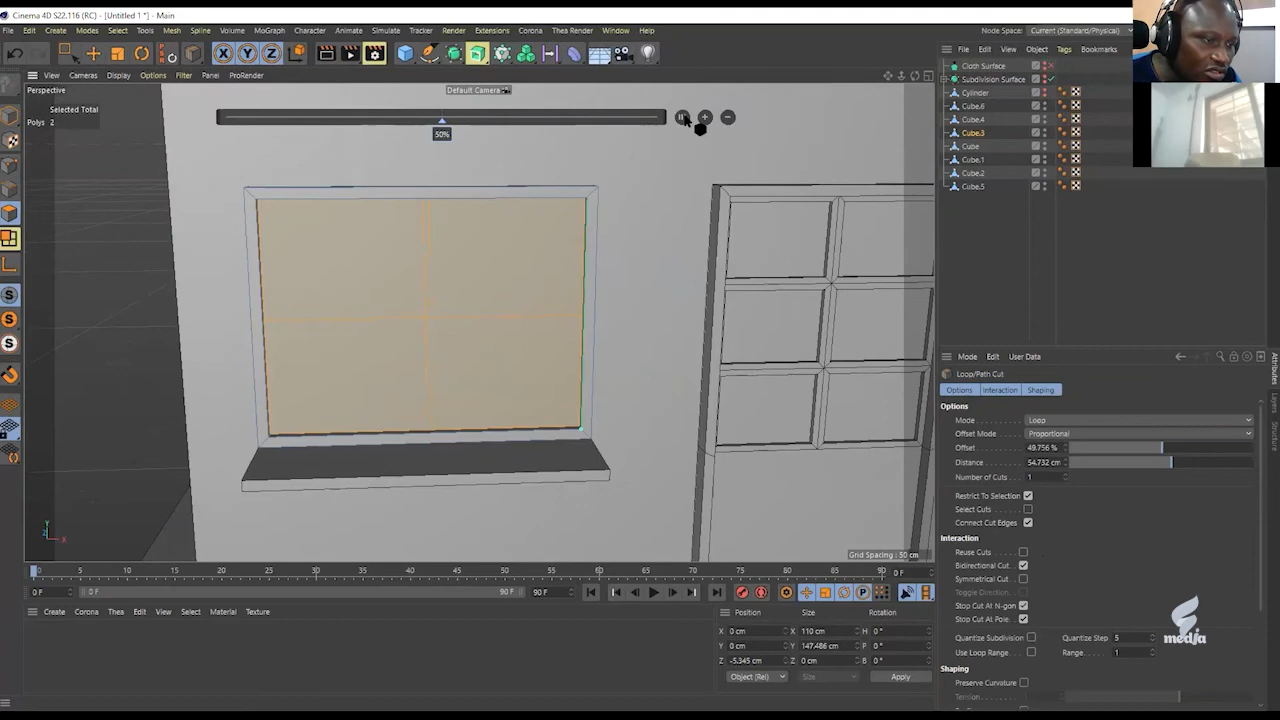 Cinema 4D S22.116 (RC) - [Untitled 1 *] - Main
File Edit Create Modes Select Tools Mesh Spline Volume MoGraph Character Animate Simulate Tracker Render Extensions Corona Thea Render Window Help
Node Space: Current (Standard/Physical)
View Cameras Display Options Filter Panel ProRender
Perspective
Default Camera
Selected Total
Polys 2
50%
Grid Spacing : 50 cm
File Edit View Object Tags Bookmarks
Cloth Surface
Subdivision Surface
Cylinder
Cube.6
Cube.4
Cube.3
Cube
Cube.1
Cube.2
Cube.5
Mode Edit User Data
Loop/Path Cut
Options Interaction Shaping
Options
Mode Loop
Offset Mode Proportional
Offset 49.756 %
Distance 54.732 cm
Number of Cuts 1
Restrict To Selection
Select Cuts
Connect Cut Edges
Interaction
Reuse Cuts
Bidirectional Cut
Symmetrical Cut
Toggle Direction
Stop Cut At N-gon
Stop Cut At Pole
Quantize Subdivision Quantize Step 5
Use Loop Range Range 1
Shaping
Preserve Curvature
Tension
Attributes
Layers
Structure
0 5 10 15 20 25 30 35 40 45 50 55 60 65 70 75 80 85 90 0 F
0 F 0 F 90 F 90 F
Create Corona Thea Edit View Select Material Texture
Position Size Rotation
X 0 cm X 110 cm H 0 °
Y 0 cm Y 147.486 cm P 0 °
Z -5.345 cm Z 0 cm B 0 °
Object (Rel) Size Apply
medja